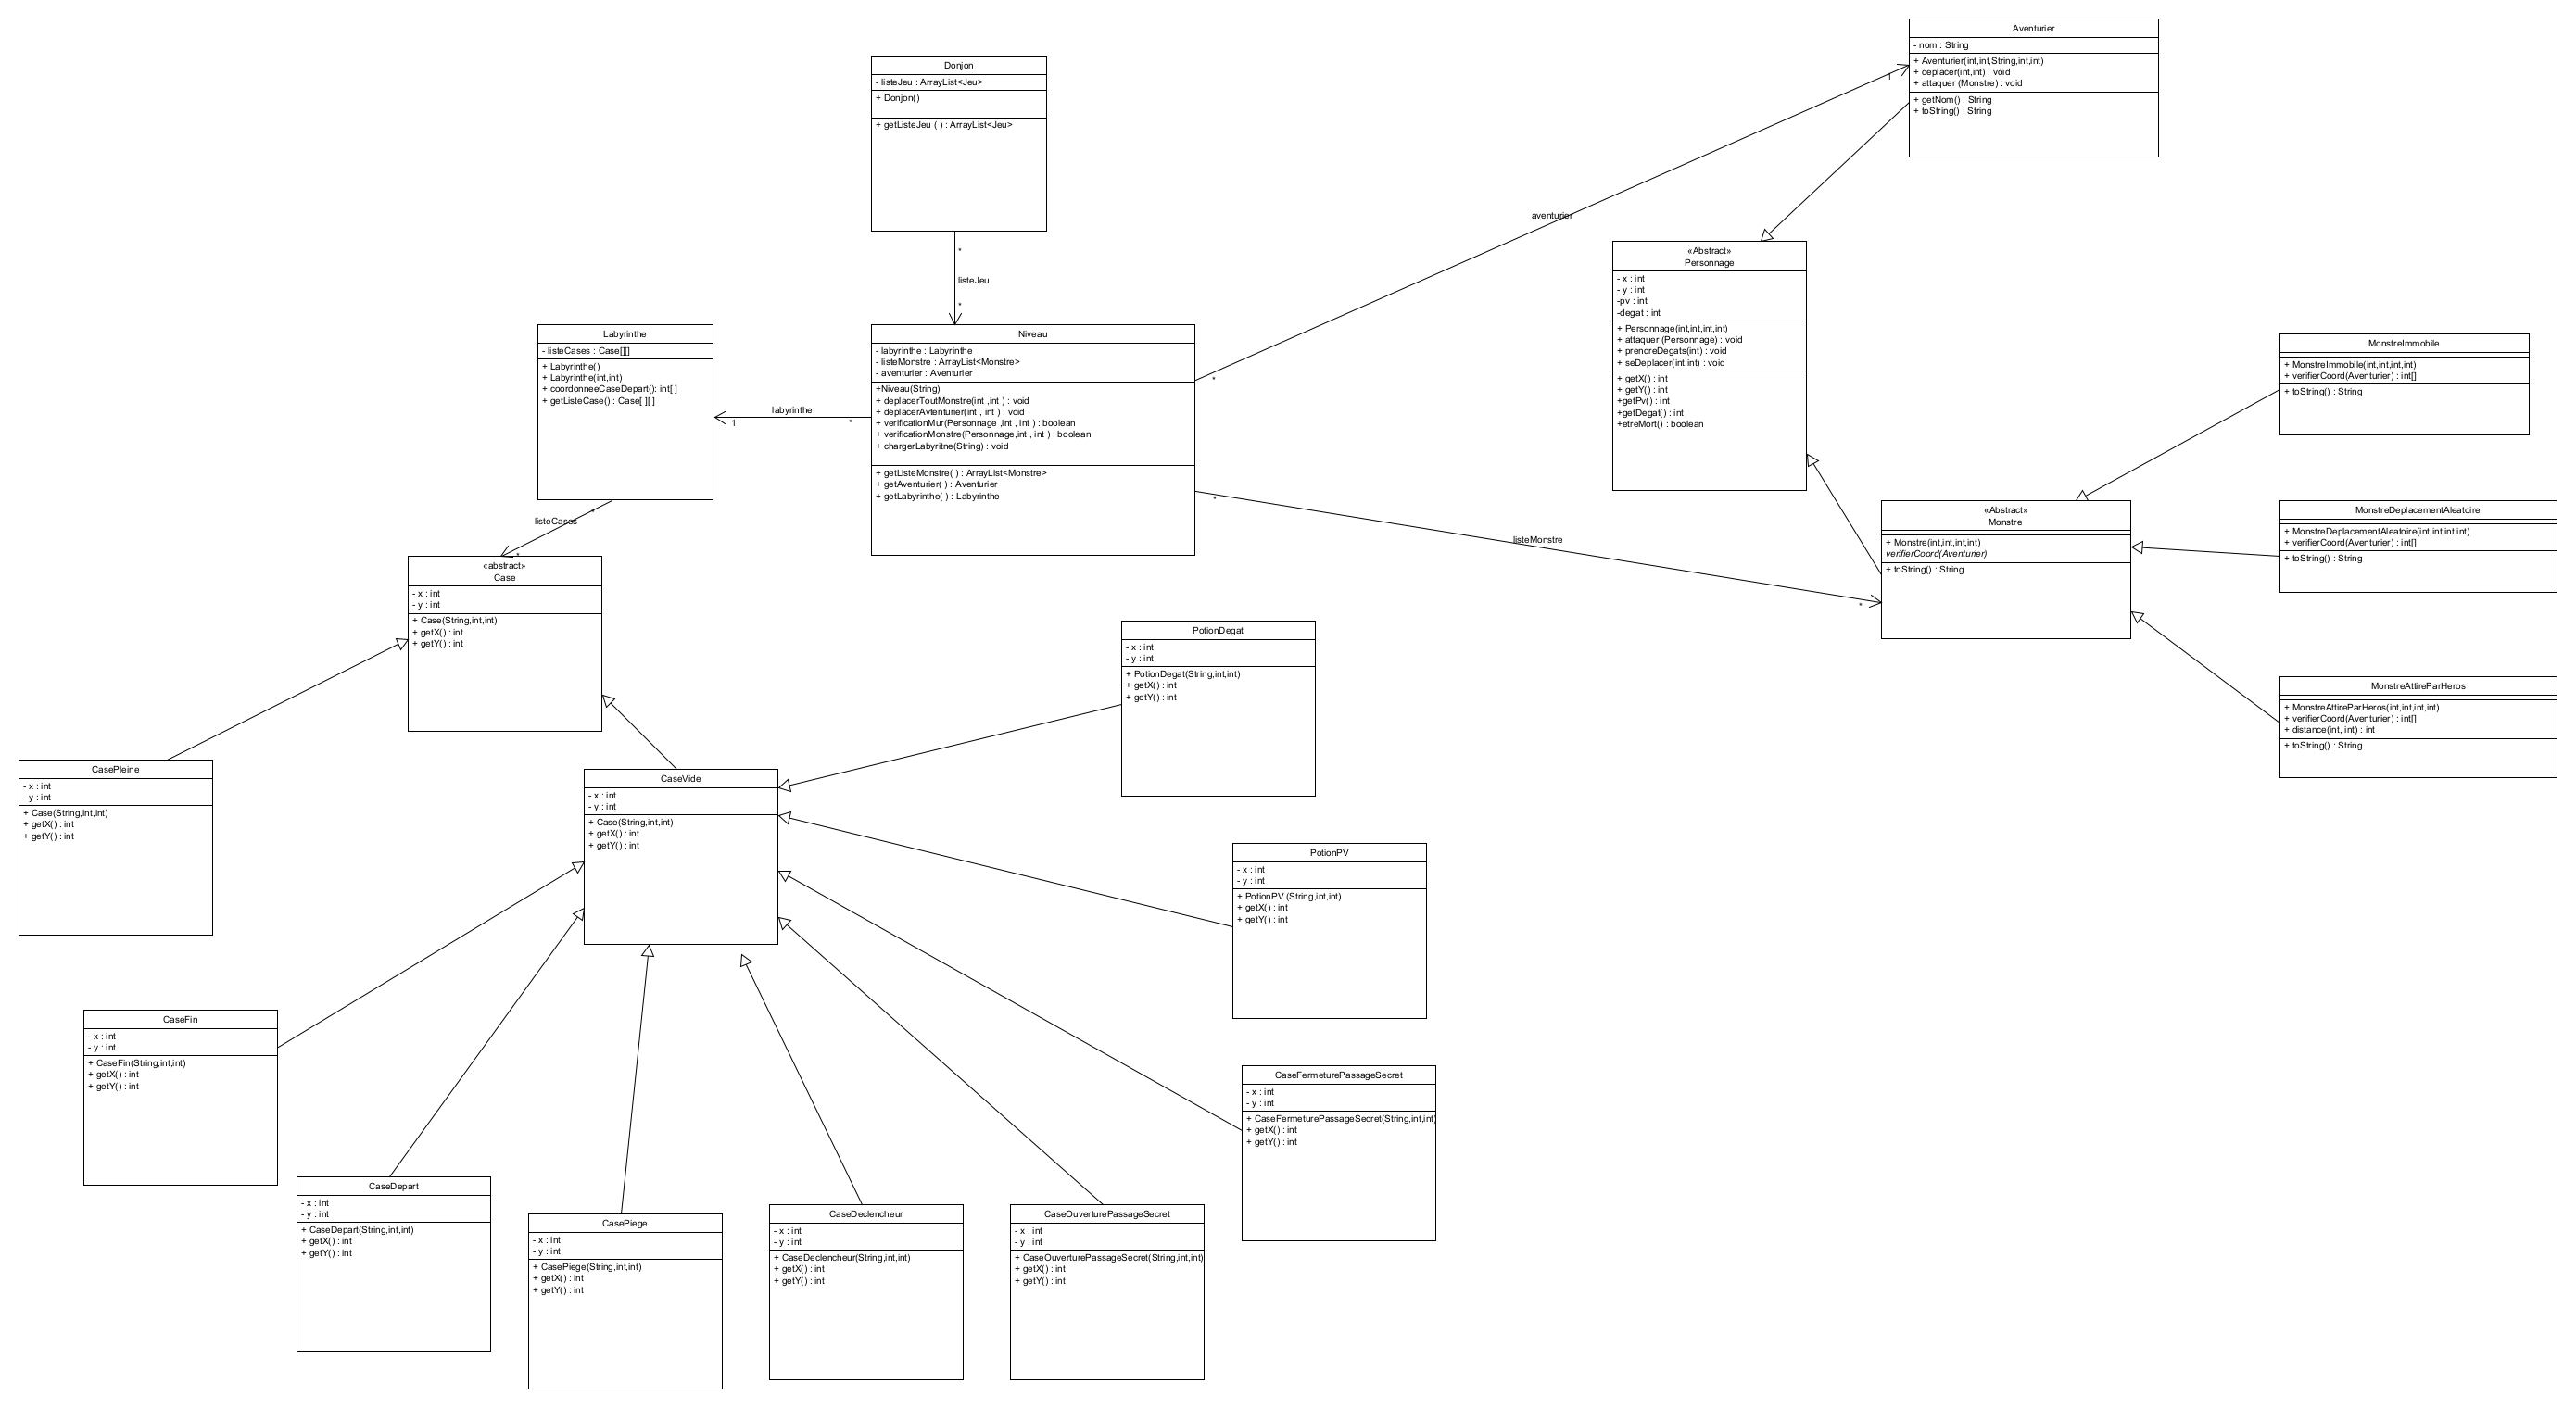 Aventurier
- nom : String
+ Aventurier(int,int,String,int,int)
+ deplacer(int,int) : void
+ attaquer (Monstre) : void
+ getNom() : String
+ toString() : String
Donjon
- listeJeu : ArrayList<Jeu>
+ Donjon()
+ getListeJeu ( ) : ArrayList<Jeu>
*
listeJeu
*
1
aventurier
*
«Abstract»
Personnage
- x : int
- y : int
-pv : int
-degat : int
+ Personnage(int,int,int,int)
+ attaquer (Personnage) : void
+ prendreDegats(int) : void
+ seDeplacer(int,int) : void
+ getX() : int
+ getY() : int
+getPv() : int
+getDegat() : int
+etreMort() : boolean
Labyrinthe
- listeCases : Case[][]
+ Labyrinthe()
+ Labyrinthe(int,int)
+ coordonneeCaseDepart(): int[ ]
+ getListeCase() : Case[ ][ ]
labyrinthe
1
*
Niveau
- labyrinthe : Labyrinthe
- listeMonstre : ArrayList<Monstre>
- aventurier : Aventurier
+Niveau(String)
+ deplacerToutMonstre(int ,int ) : void
+ deplacerAvtenturier(int , int ) : void
+ verificationMur(Personnage ,int , int ) : boolean
+ verificationMonstre(Personnage,int , int ) : boolean
+ chargerLabyritne(String) : void
+ getListeMonstre( ) : ArrayList<Monstre>
+ getAventurier( ) : Aventurier
+ getLabyrinthe( ) : Labyrinthe
*
listeMonstre
*
MonstreImmobile
+ MonstreImmobile(int,int,int,int)
+ verifierCoord(Aventurier) : int[]
+ toString() : String
«Abstract»
Monstre
+ Monstre(int,int,int,int)
verifierCoord(Aventurier)
+ toString() : String
MonstreDeplacementAleatoire
+ MonstreDeplacementAleatoire(int,int,int,int)
+ verifierCoord(Aventurier) : int[]
+ toString() : String
MonstreAttireParHeros
+ MonstreAttireParHeros(int,int,int,int)
+ verifierCoord(Aventurier) : int[]
+ distance(int, int) : int
+ toString() : String
*
listeCases
*
«abstract»
Case
- x : int
- y : int
+ Case(String,int,int)
+ getX() : int
+ getY() : int
PotionDegat
- x : int
- y : int
+ PotionDegat(String,int,int)
+ getX() : int
+ getY() : int
CasePleine
- x : int
- y : int
+ Case(String,int,int)
+ getX() : int
+ getY() : int
CaseVide
- x : int
- y : int
+ Case(String,int,int)
+ getX() : int
+ getY() : int
PotionPV
- x : int
- y : int
+ PotionPV (String,int,int)
+ getX() : int
+ getY() : int
CaseFin
- x : int
- y : int
+ CaseFin(String,int,int)
+ getX() : int
+ getY() : int
CaseFermeturePassageSecret
- x : int
- y : int
+ CaseFermeturePassageSecret(String,int,int)
+ getX() : int
+ getY() : int
CaseDepart
- x : int
- y : int
+ CaseDepart(String,int,int)
+ getX() : int
+ getY() : int
CasePiege
- x : int
- y : int
+ CasePiege(String,int,int)
+ getX() : int
+ getY() : int
CaseDeclencheur
- x : int
- y : int
+ CaseDeclencheur(String,int,int)
+ getX() : int
+ getY() : int
CaseOuverturePassageSecret
- x : int
- y : int
+ CaseOuverturePassageSecret(String,int,int)
+ getX() : int
+ getY() : int